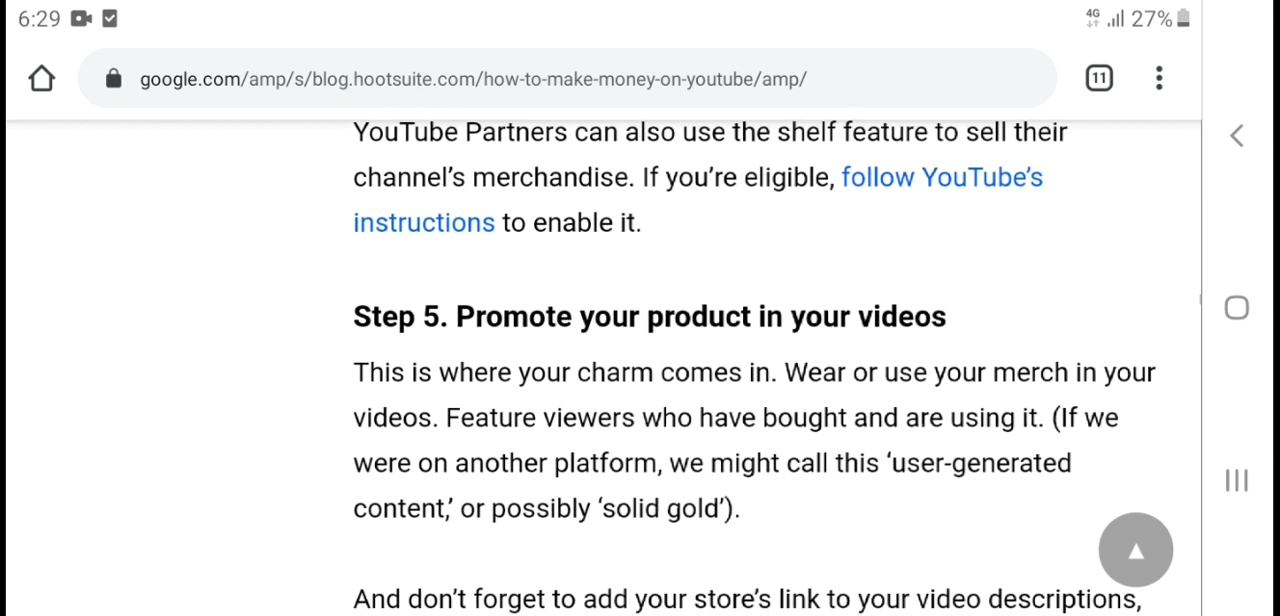 6:29 4G 27%
google.com/amp/s/blog.hootsuite.com/how-to-make-money-on-youtube/amp/ 11
YouTube Partners can also use the shelf feature to sell their
channel’s merchandise. If you’re eligible, follow YouTube’s
instructions to enable it.
Step 5. Promote your product in your videos
This is where your charm comes in. Wear or use your merch in your
videos. Feature viewers who have bought and are using it. (If we
were on another platform, we might call this ‘user-generated
content,’ or possibly ‘solid gold’).
And don’t forget to add your store’s link to your video descriptions,